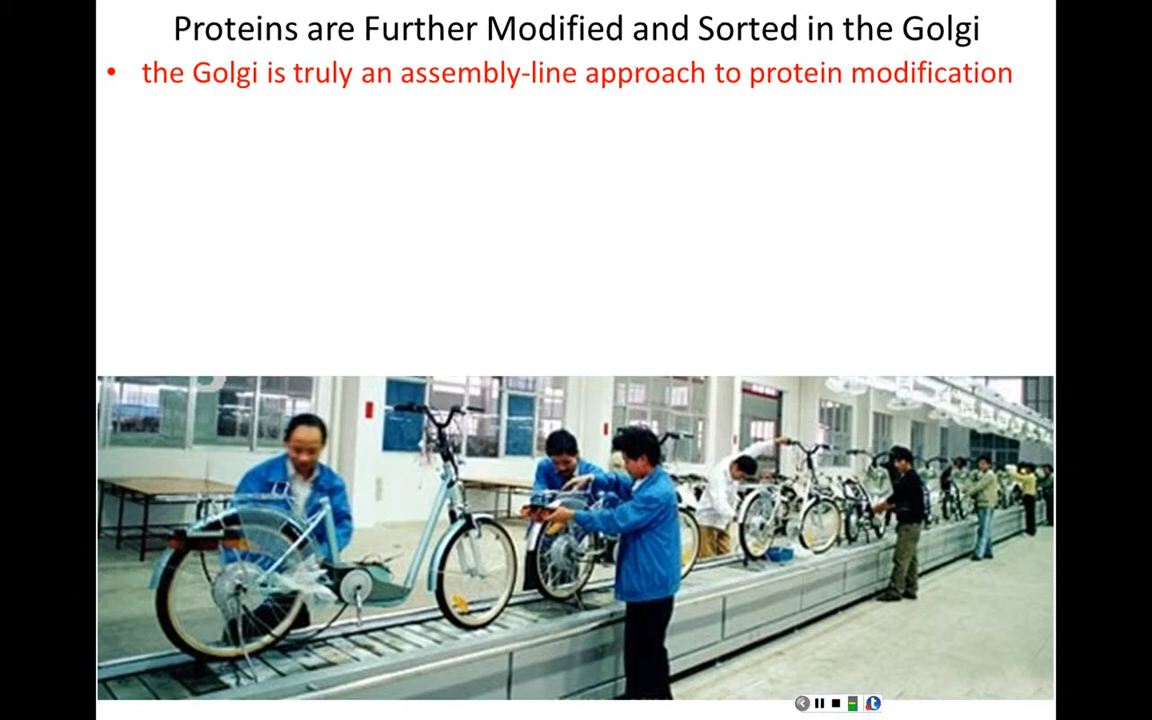 Proteins are Further Modified and Sorted in the Golgi
• the Golgi is truly an assembly-line approach to protein modification